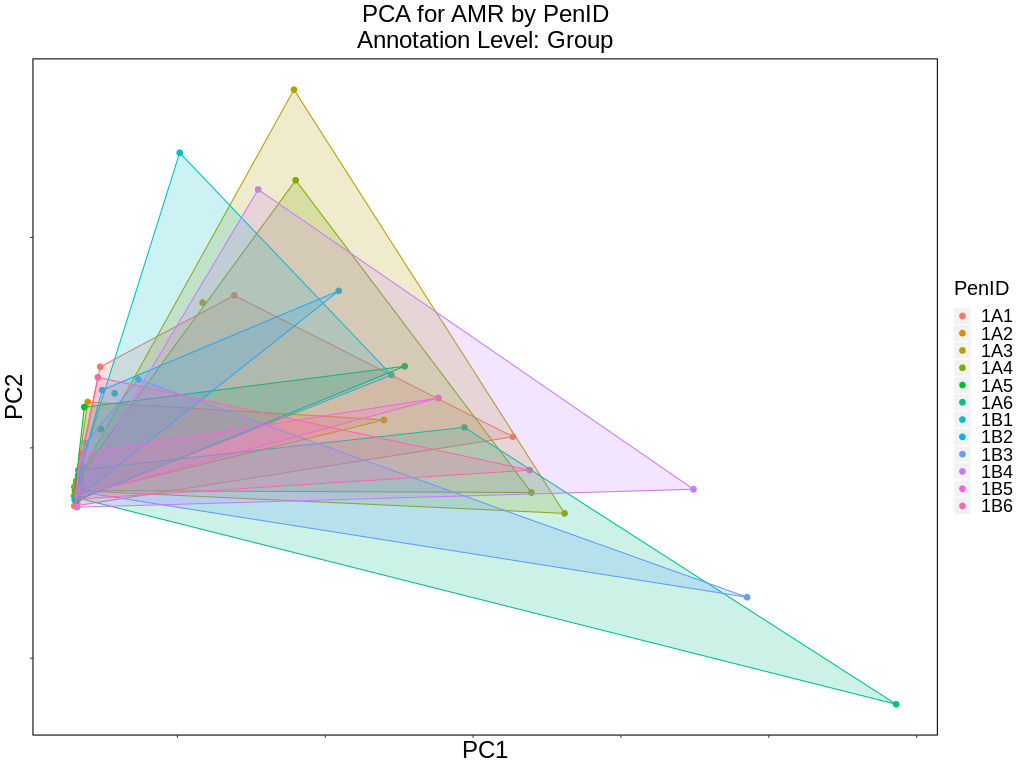 PCA for AMR by PenID
Annotation Level: Group
PC2
PC1
PenID
1A1
1A2
1A3
1A4
1A5
1A6
1B1
1B2
1B3
1B4
1B5
1B6